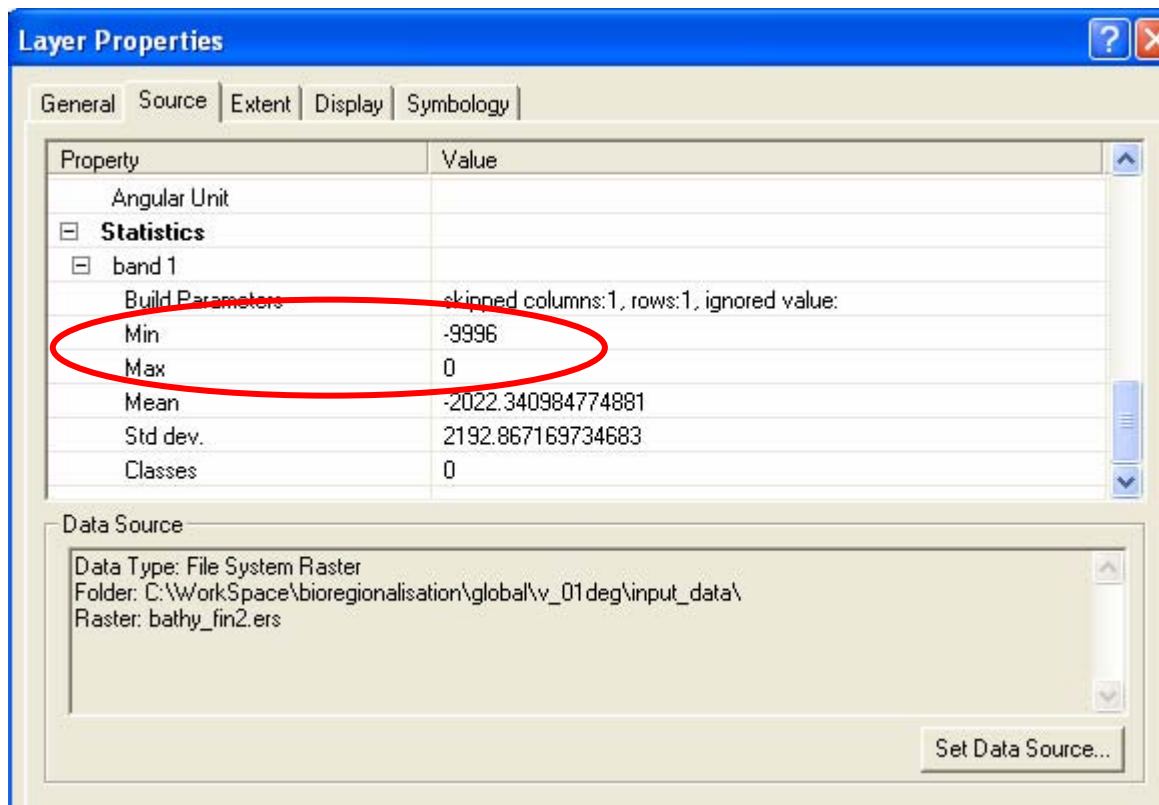 Layer Properties
General Source Extent Display Symbology
Property Value
Angular Unit
Statistics
band 1
Build Parameters skipped columns:1, rows:1, ignored value:
Min -9996
Max 0
Mean -2022.340984774881
Std dev. 2192.867169734683
Classes 0
Data Source
Data Type: File System Raster
Folder: C:\WorkSpace\bioregionalisation\global\v_01deg\input_data\
Raster: bathy_fin2.ers
Set Data Source...